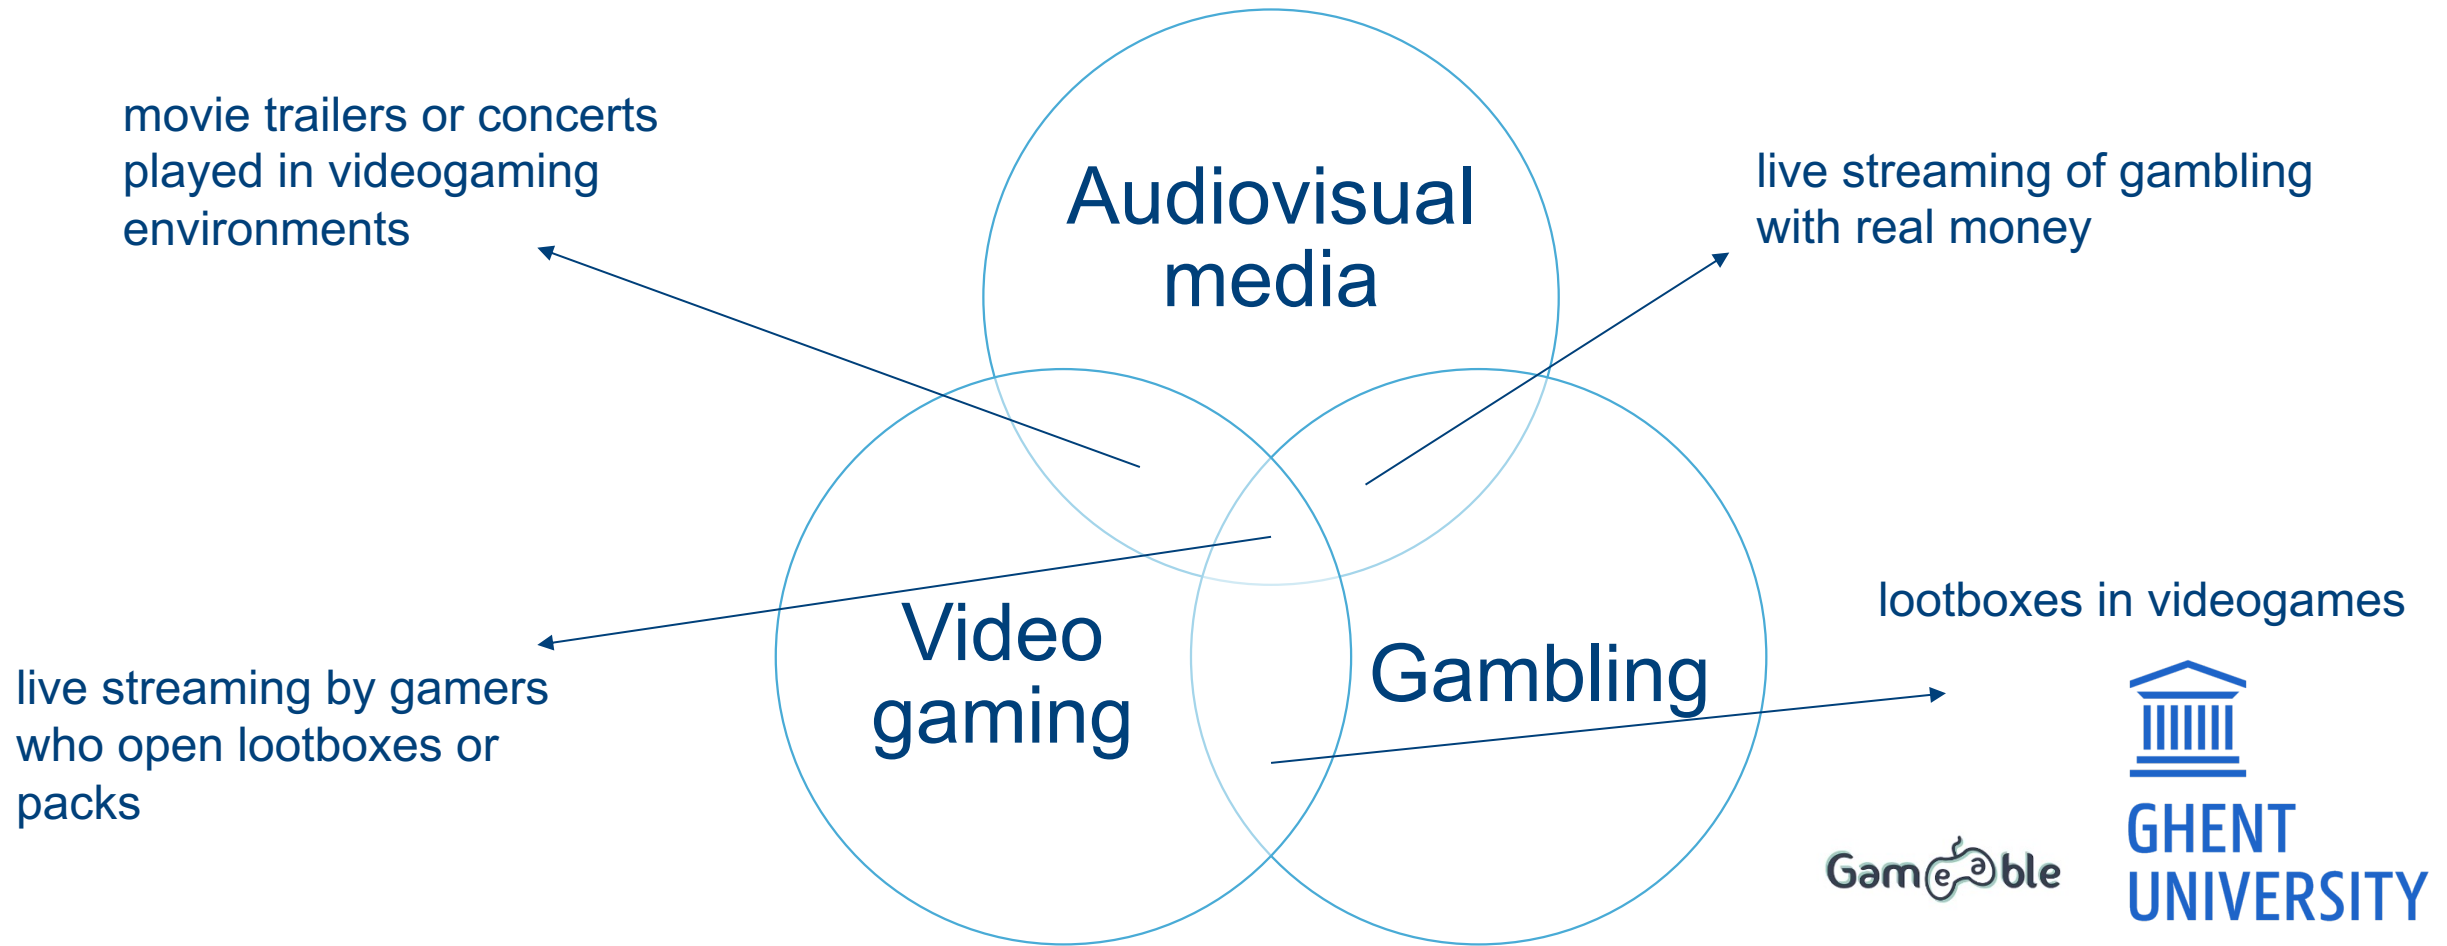 movie trailers or concerts
played in videogaming
environments
Audiovisual
media
live streaming of gambling
with real money
Video
gaming
Gambling
lootboxes in videogames
live streaming by gamers
who open lootboxes or
packs
Gameable
GHENT
UNIVERSITY